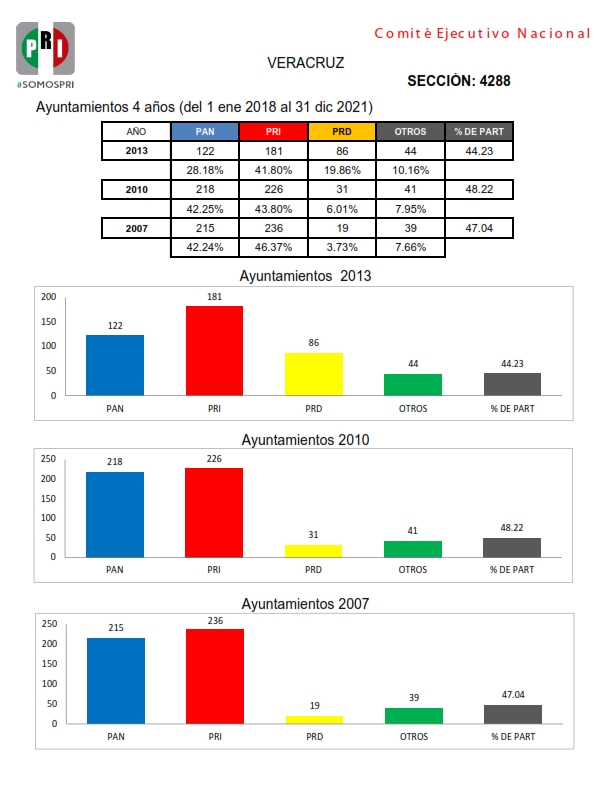 Comité Ejecutivo Nacional
PRI
#SOMOSPRI
VERACRUZ
SECCIÒN: 4288
Ayuntamientos 4 años (del 1 ene 2018 al 31 dic 2021)
AÑO PAN PRI PRD OTROS % DE PART
2013 122 181 86 44 44.23
28.18% 41.80% 19.86% 10.16%
2010 218 226 31 41 48.22
42.25% 43.80% 6.01% 7.95%
2007 215 236 19 39 47.04
42.24% 46.37% 3.73% 7.66%
Ayuntamientos 2013
200
150
100
50
0
122 181 86 44 44.23
PAN PRI PRD OTROS % DE PART
Ayuntamientos 2010
250
200
150
100
50
0
218 226 31 41 48.22
PAN PRI PRD OTROS % DE PART
Ayuntamientos 2007
250
200
150
100
50
0
215 236 19 39 47.04
PAN PRI PRD OTROS % DE PART